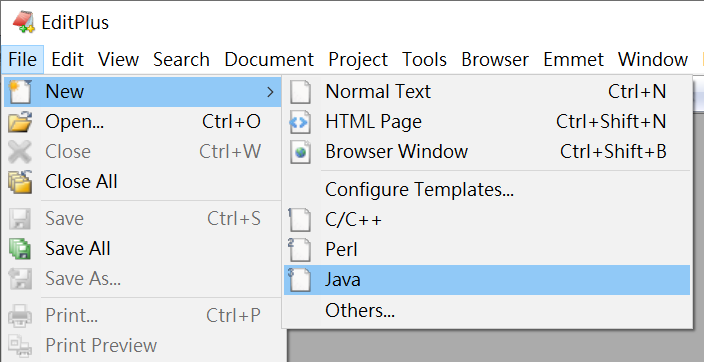 EditPlus
File Edit View Search Document Project Tools Browser Emmet Window
New
Open... Ctrl+O
Close Ctrl+W
Close All
Save Ctrl+S
Save All
Save As...
Print... Ctrl+P
Print Preview
Normal Text Ctrl+N
HTML Page Ctrl+Shift+N
Browser Window Ctrl+Shift+B
Configure Templates...
1 C/C++
2 Perl
3 Java
Others...